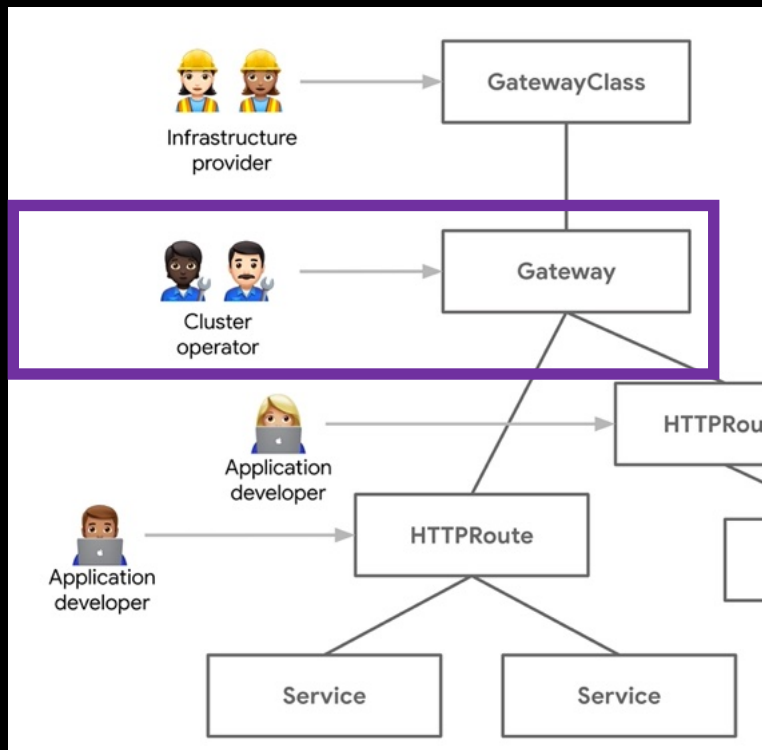 GatewayClass
Infrastructure
provider
Gateway
Cluster
operator
HTTPRou
Application
developer
HTTPRoute
Application
developer
Service
Service